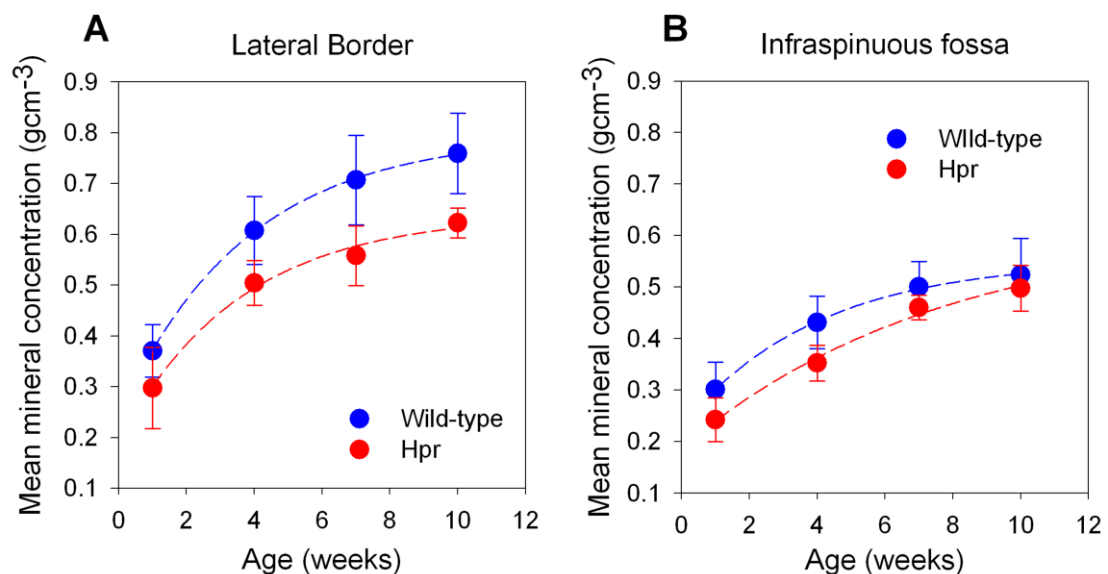 A
Lateral Border
Mean mineral concentration (gcm-3)
0.9
0.8
0.7
0.6
0.5
0.4
0.3
0.2
0.1
0 2 4 6 8 10 12
Age (weeks)
Wild-type
Hpr
B
Infraspinuous fossa
Mean mineral concentration (gcm-3)
0.9
0.8
0.7
0.6
0.5
0.4
0.3
0.2
0.1
0 2 4 6 8 10 12
Age (weeks)
WIld-type
Hpr